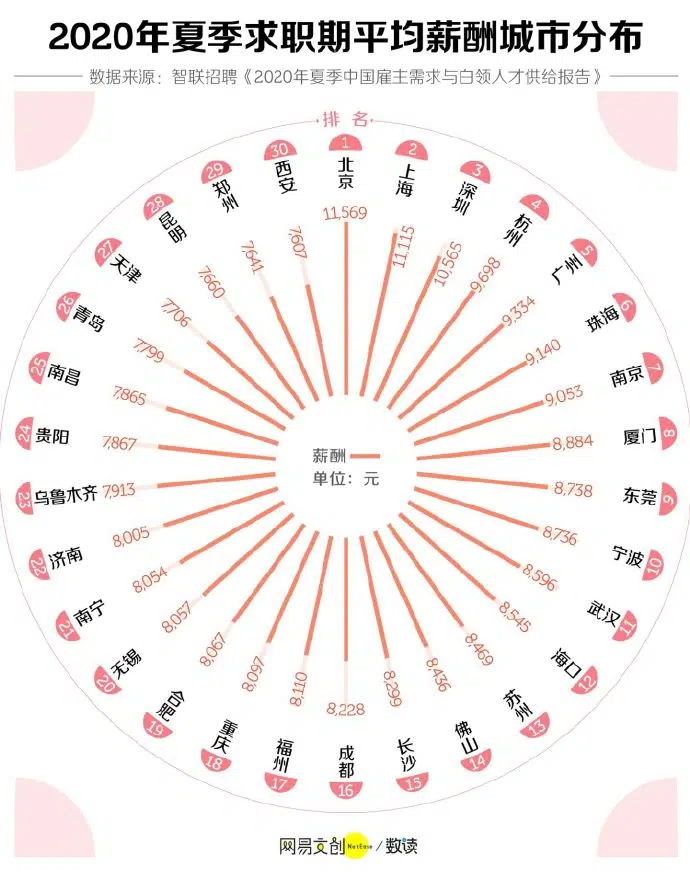 2020年夏季求职期平均薪酬城市分布
数据来源：智联招聘《2020年夏季中国雇主需求与白领人才供给报告》
排 名
1 北京 11,569
2 上海 11,115
3 深圳 10,565
4 杭州 9,698
5 广州 9,334
6 珠海 9,140
7 南京 9,053
8 厦门 8,884
9 东莞 8,738
10 宁波 8,736
11 武汉 8,596
12 海口 8,545
13 苏州 8,469
14 佛山 8,436
15 长沙 8,299
16 成都 8,228
17 福州 8,110
18 重庆 8,097
19 合肥 8,067
20 无锡 8,057
21 南宁 8,054
22 济南 8,005
23 乌鲁木齐 7,913
24 贵阳 7,867
25 南昌 7,865
26 青岛 7,799
27 天津 7,706
28 昆明 7,660
29 郑州 7,641
30 西安 7,607
薪酬
单位：元
网易文创 NetEase / 数读